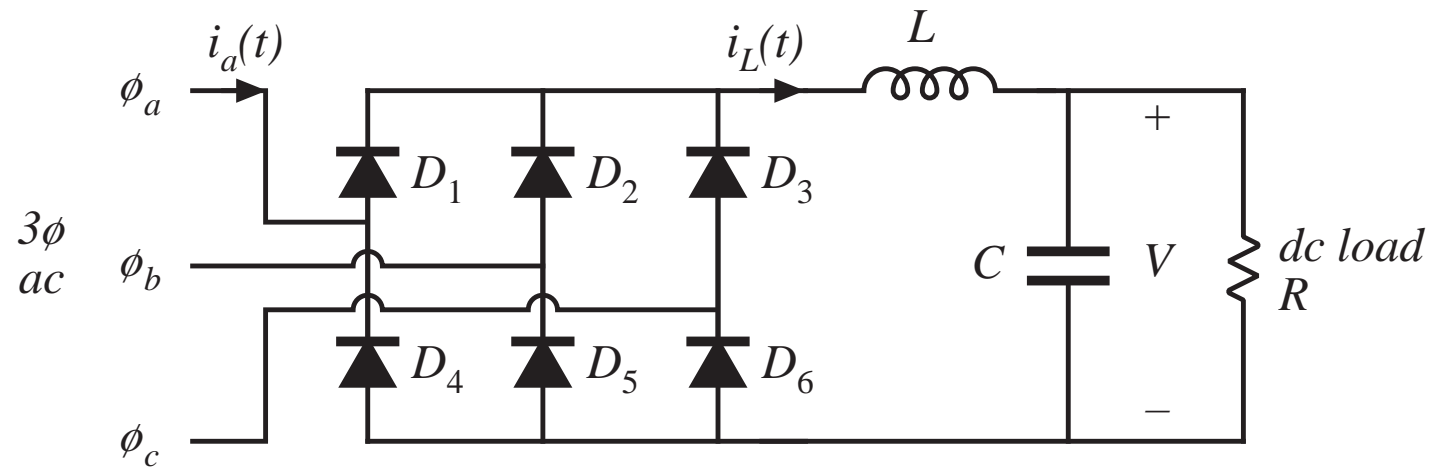 i_a(t)
i_L(t)
L
ϕ_a
+
D_1
D_2
D_3
3ϕ
ac
ϕ_b
C
V
dc load
R
D_4
D_5
D_6
–
ϕ_c